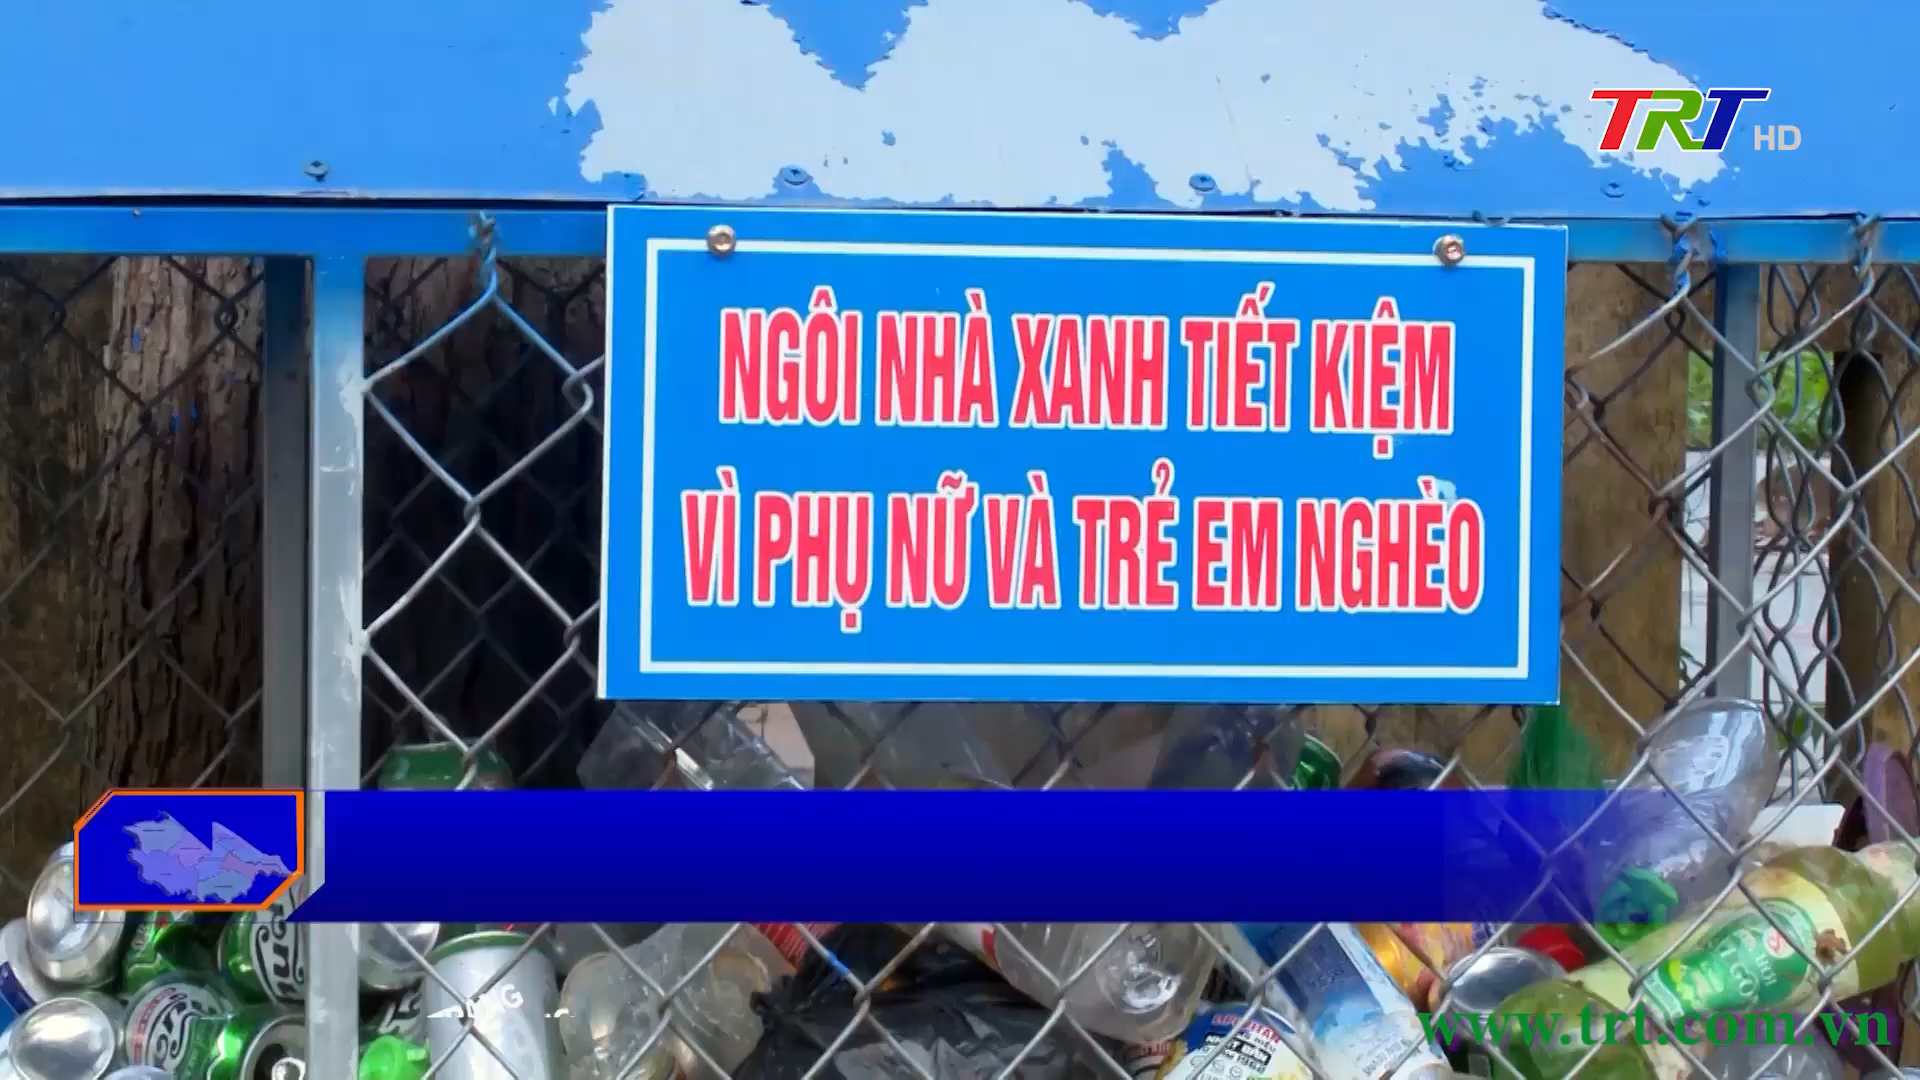 TRT HD
NGÔI NHÀ XANH TIẾT KIỆM
VÌ PHỤ NỮ VÀ TRẺ EM NGHÈO
www.trt.com.vn